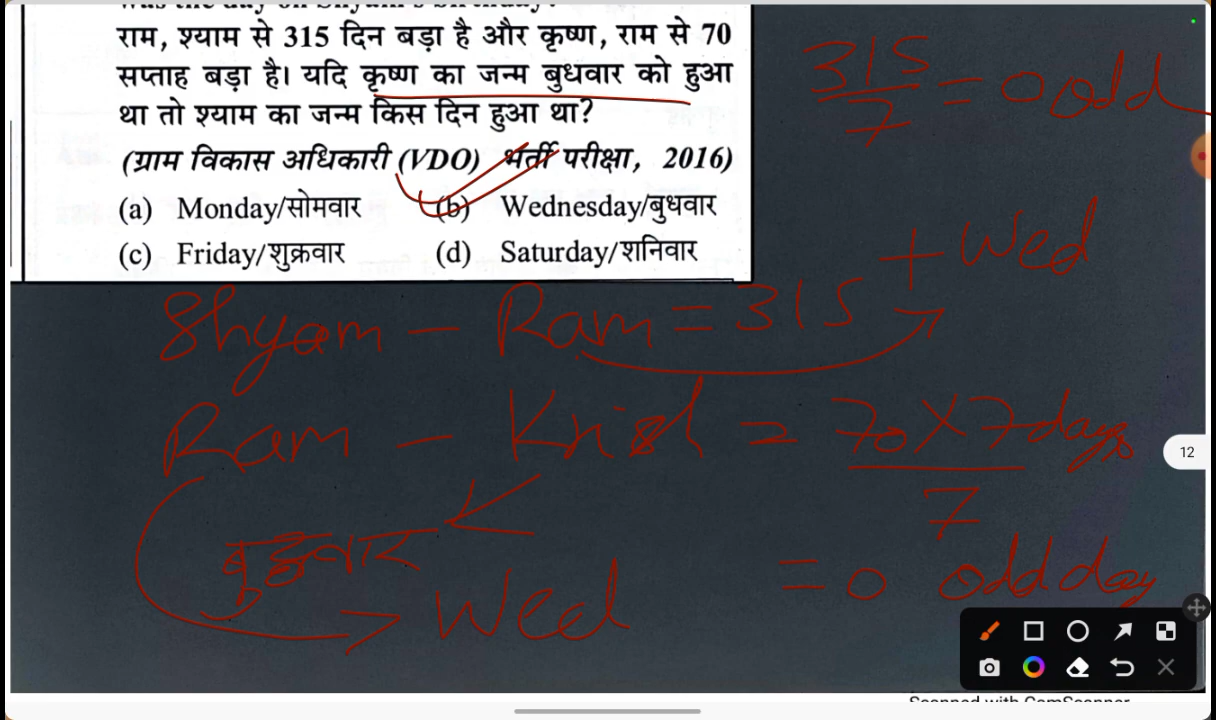 राम, श्याम से 315 दिन बड़ा है और कृष्ण, राम से 70
सप्ताह बड़ा है। यदि कृष्ण का जन्म बुधवार को हुआ
था तो श्याम का जन्म किस दिन हुआ था?
(ग्राम विकास अधिकारी (VDO) भर्ती परीक्षा, 2016)
(a) Monday/सोमवार (b) Wednesday/बुधवार
(c) Friday/शुक्रवार (d) Saturday/शनिवार
315
7
= 0 odd
+ Wed
Shyam - Ram = 315
Ram - Krish = 70 X 7 days
7
= 0 odd day
Wed
12